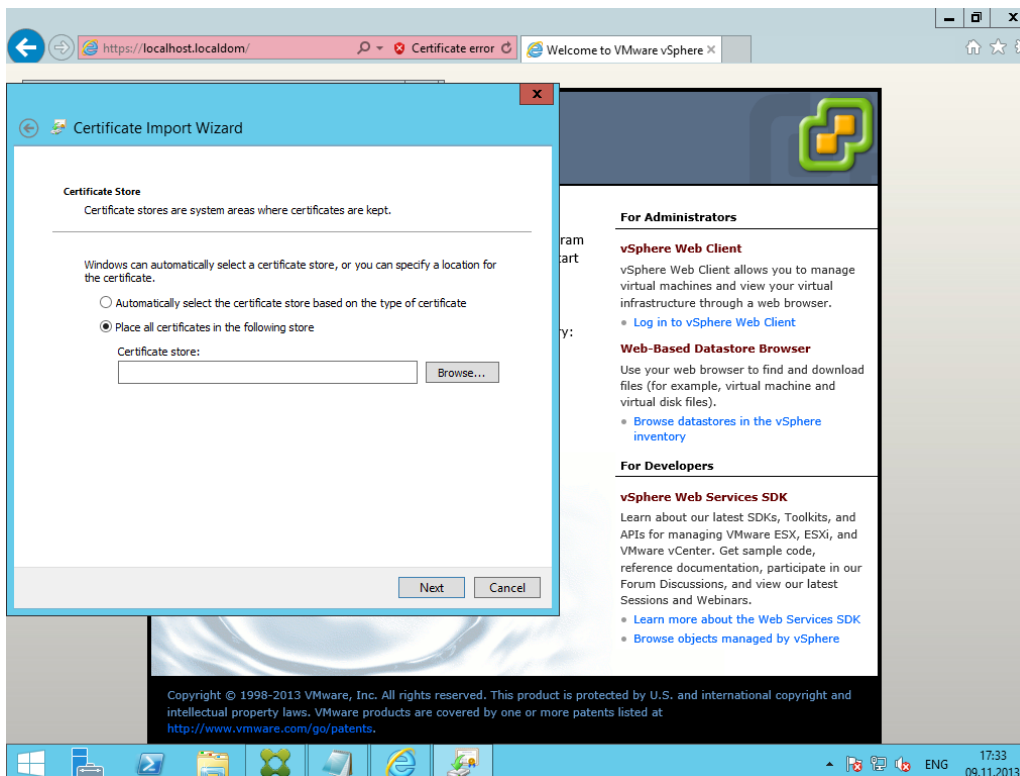 https://localhost.localdom/
Certificate error
Welcome to VMware vSphere
Certificate Import Wizard
Certificate Store
Certificate stores are system areas where certificates are kept.
Windows can automatically select a certificate store, or you can specify a location for
the certificate.
Automatically select the certificate store based on the type of certificate
Place all certificates in the following store
Certificate store:
Browse...
Next
Cancel
ram
tart
ry:
For Administrators
vSphere Web Client
vSphere Web Client allows you to manage
virtual machines and view your virtual
infrastructure through a web browser.
Log in to vSphere Web Client
Web-Based Datastore Browser
Use your web browser to find and download
files (for example, virtual machine and
virtual disk files).
Browse datastores in the vSphere
inventory
For Developers
vSphere Web Services SDK
Learn about our latest SDKs, Toolkits, and
APIs for managing VMware ESX, ESXi, and
VMware vCenter. Get sample code,
reference documentation, participate in our
Forum Discussions, and view our latest
Sessions and Webinars.
Learn more about the Web Services SDK
Browse objects managed by vSphere
Copyright © 1998-2013 VMware, Inc. All rights reserved. This product is protected by U.S. and international copyright and
intellectual property laws. VMware products are covered by one or more patents listed at
http://www.vmware.com/go/patents.
ENG
17:33
09.11.2013